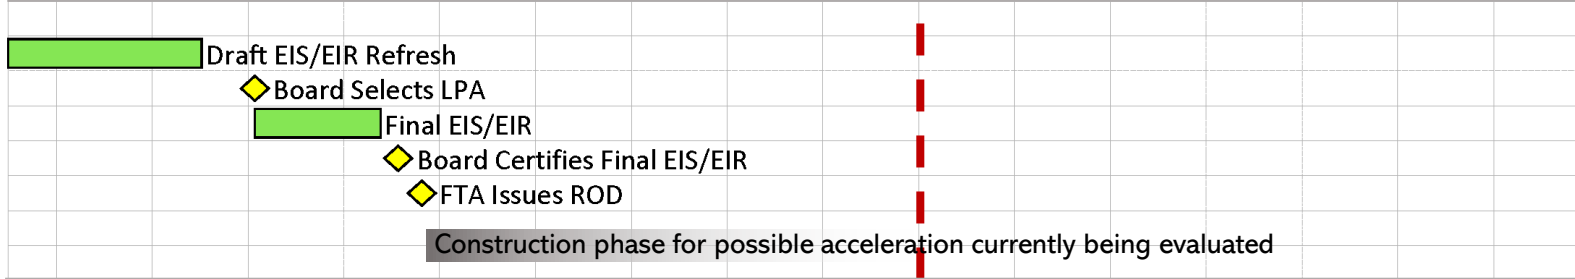 Draft EIS/EIR Refresh
Board Selects LPA
Final EIS/EIR
Board Certifies Final EIS/EIR
FTA Issues ROD
Construction phase for possible acceleration currently being evaluated